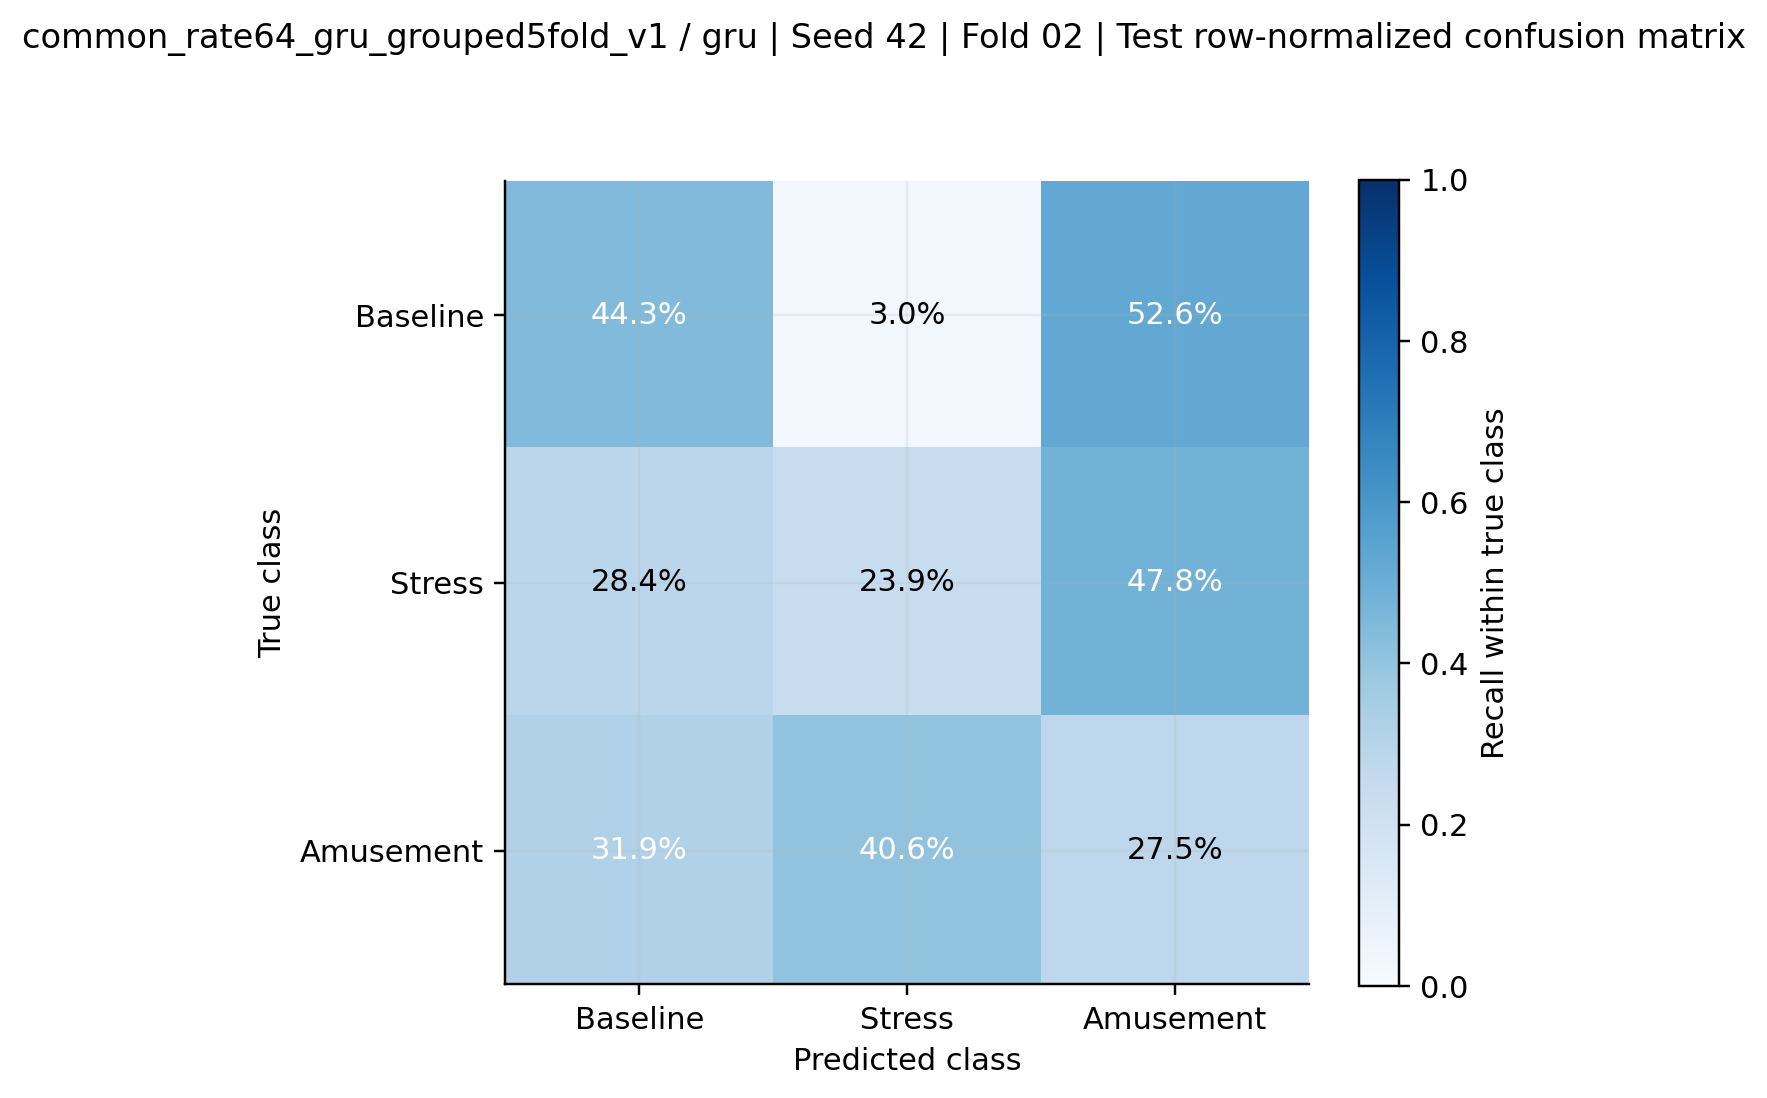 common_rate64_gru_grouped5fold_v1 / gru | Seed 42 | Fold 02 | Test row-normalized confusion matrix
Baseline 44.3% 3.0% 52.6%
Stress 28.4% 23.9% 47.8%
Amusement 31.9% 40.6% 27.5%
Baseline Stress Amusement
Predicted class
True class
1.0
0.8
0.6
0.4
0.2
0.0
Recall within true class